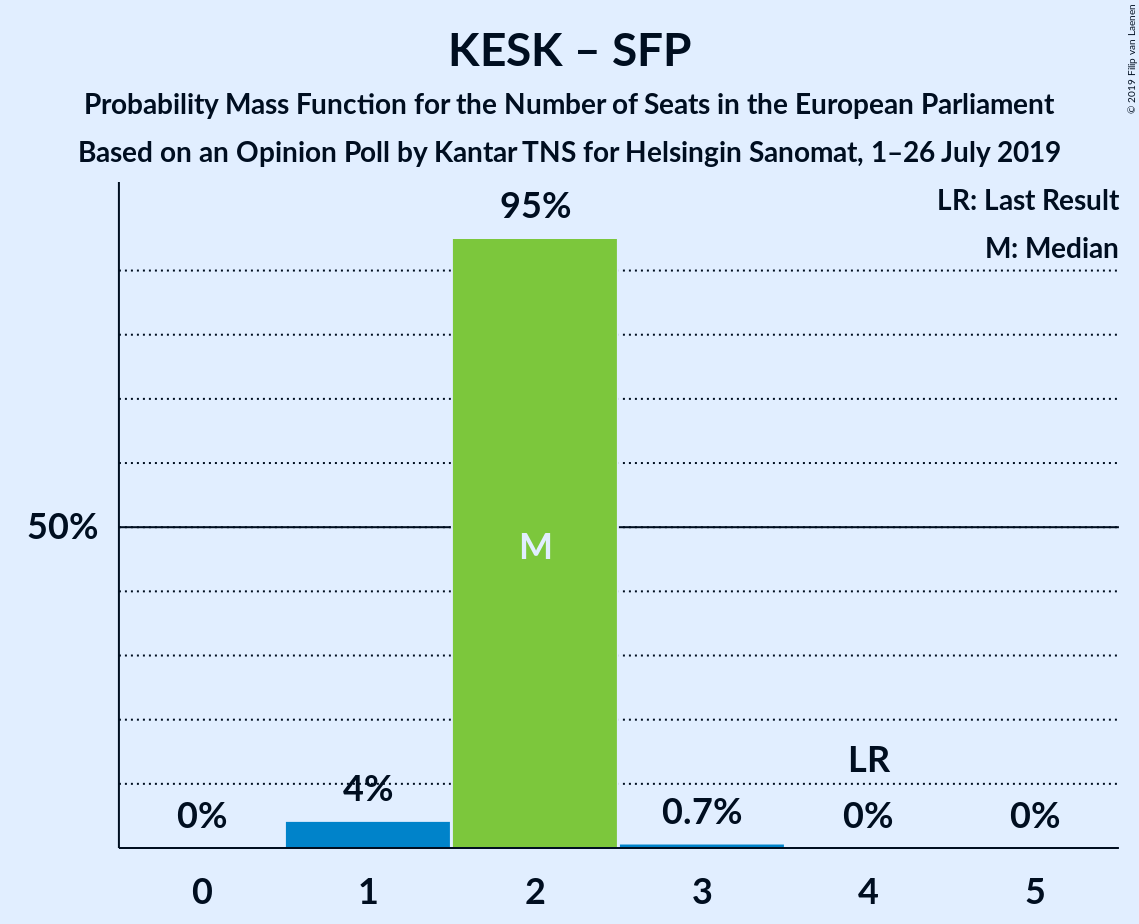 KESK – SFP
Probability Mass Function for the Number of Seats in the European Parliament
Based on an Opinion Poll by Kantar TNS for Helsingin Sanomat, 1–26 July 2019
© 2019 Filip van Laenen
LR: Last Result
M: Median
95%
50%
M
LR
0%
4%
0.7%
0%
0%
0
1
2
3
4
5